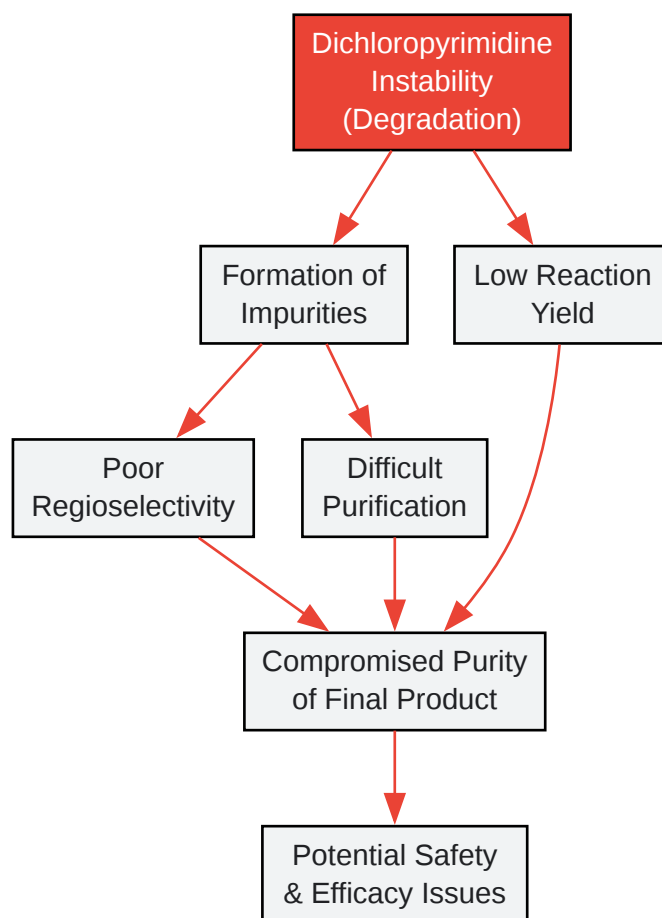 Dichloropyrimidine
Instability
(Degradation)
Formation of
Impurities
Low Reaction
Yield
Poor
Regioselectivity
Difficult
Purification
Compromised Purity
of Final Product
Potential Safety
& Efficacy Issues